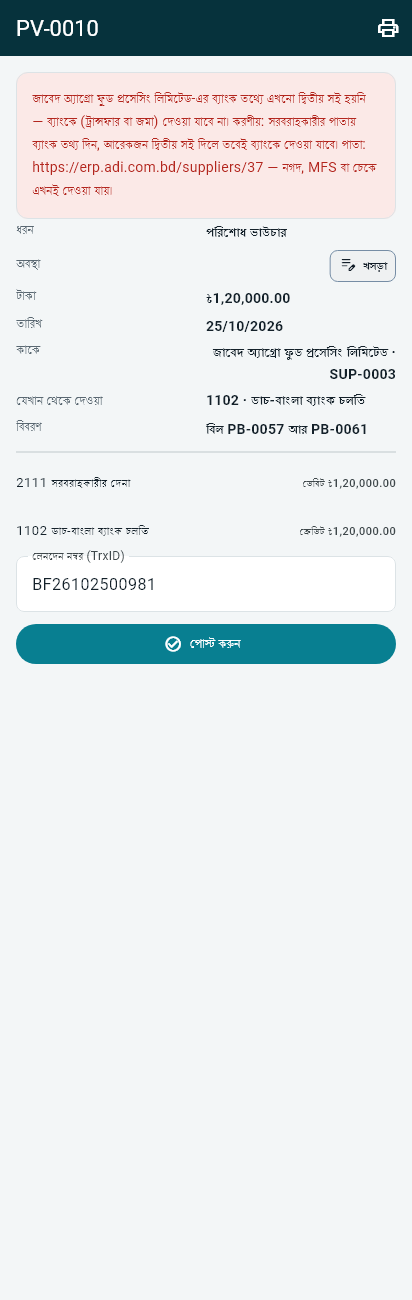 PV-0010
জাবেদ অ্যাগ্রো ফুড প্রসেসিং লিমিটেড-এর ব্যাংক তথ্যে এখনো দ্বিতীয় সই হয়নি
— ব্যাংকে (ট্রান্সফার বা জমা) দেওয়া যাবে না। করণীয়: সরবরাহকারীর পাতায়
ব্যাংক তথ্য দিন, আরেকজন দ্বিতীয় সই দিলে তবেই ব্যাংকে দেওয়া যাবে। পাতা:
https://erp.adi.com.bd/suppliers/37 — নগদ, MFS বা চেকে
এখনই দেওয়া যায়।
ধরন
পরিশোধ ভাউচার
অবস্থা
খসড়া
টাকা
৳1,20,000.00
তারিখ
25/10/2026
কাকে
জাবেদ অ্যাগ্রো ফুড প্রসেসিং লিমিটেড ·
SUP-0003
যেখান থেকে দেওয়া
1102 · ডাচ-বাংলা ব্যাংক চলতি
বিবরণ
বিল PB-0057 আর PB-0061
2111 সরবরাহকারীর দেনা
ডেবিট ৳1,20,000.00
1102 ডাচ-বাংলা ব্যাংক চলতি
ক্রেডিট ৳1,20,000.00
লেনদেন নম্বর (TrxID)
BF26102500981
পোস্ট করুন